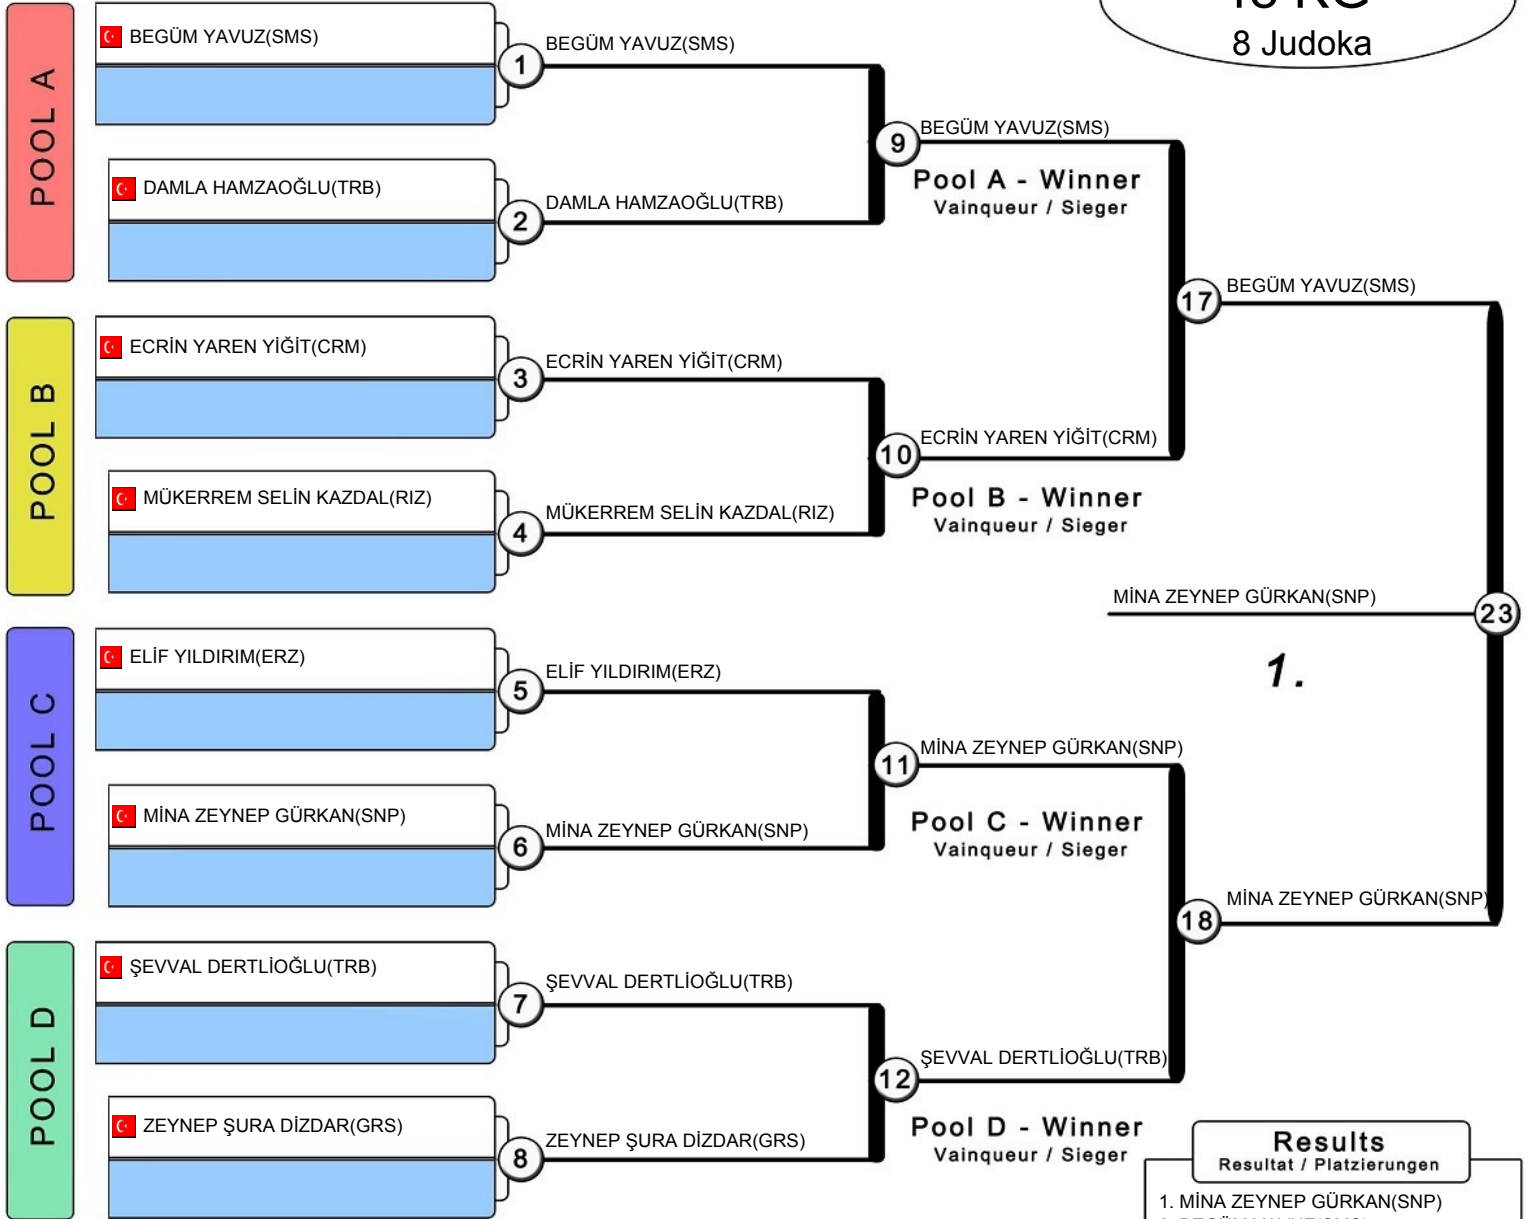 KG
8 Judoka
POOL A
BEGÜM YAVUZ(SMS)
1
BEGÜM YAVUZ(SMS)
DAMLA HAMZAOĞLU(TRB)
2
DAMLA HAMZAOĞLU(TRB)
9
BEGÜM YAVUZ(SMS)
Pool A - Winner
Vainqueur / Sieger
POOL B
ECRİN YAREN YİĞİT(CRM)
3
ECRİN YAREN YİĞİT(CRM)
MÜKERREM SELİN KAZDAL(RIZ)
4
MÜKERREM SELİN KAZDAL(RIZ)
10
ECRİN YAREN YİĞİT(CRM)
Pool B - Winner
Vainqueur / Sieger
17
BEGÜM YAVUZ(SMS)
MİNA ZEYNEP GÜRKAN(SNP)
23
1.
POOL C
ELİF YILDIRIM(ERZ)
5
ELİF YILDIRIM(ERZ)
MİNA ZEYNEP GÜRKAN(SNP)
6
MİNA ZEYNEP GÜRKAN(SNP)
11
MİNA ZEYNEP GÜRKAN(SNP)
Pool C - Winner
Vainqueur / Sieger
18
MİNA ZEYNEP GÜRKAN(SNP)
POOL D
ŞEVVAL DERTLİOĞLU(TRB)
7
ŞEVVAL DERTLİOĞLU(TRB)
ZEYNEP ŞURA DİZDAR(GRS)
8
ZEYNEP ŞURA DİZDAR(GRS)
12
ŞEVVAL DERTLİOĞLU(TRB)
Pool D - Winner
Vainqueur / Sieger
Results
Resultat / Platzierungen
1. MİNA ZEYNEP GÜRKAN(SNP)